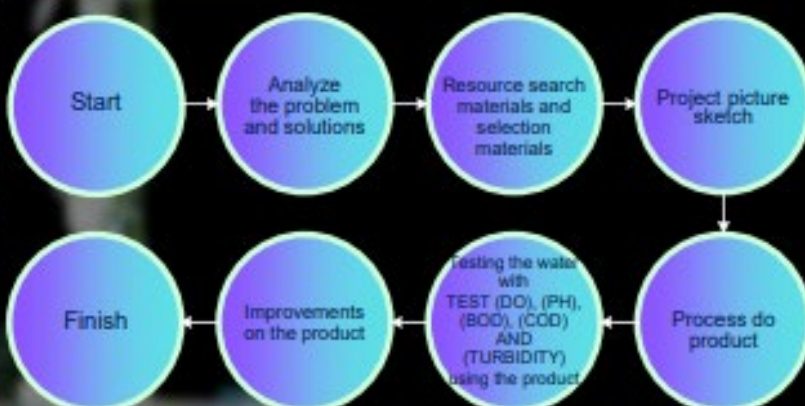 Start
Analyze
the problem
and solutions
Resource search
materials and
selection
materials
Project picture
sketch
Process do
product
Testing the water
with
TEST (DO), (PH),
(BOD), (COD)
AND
(TURBIDITY)
using the product
Improvements
on the product
Finish